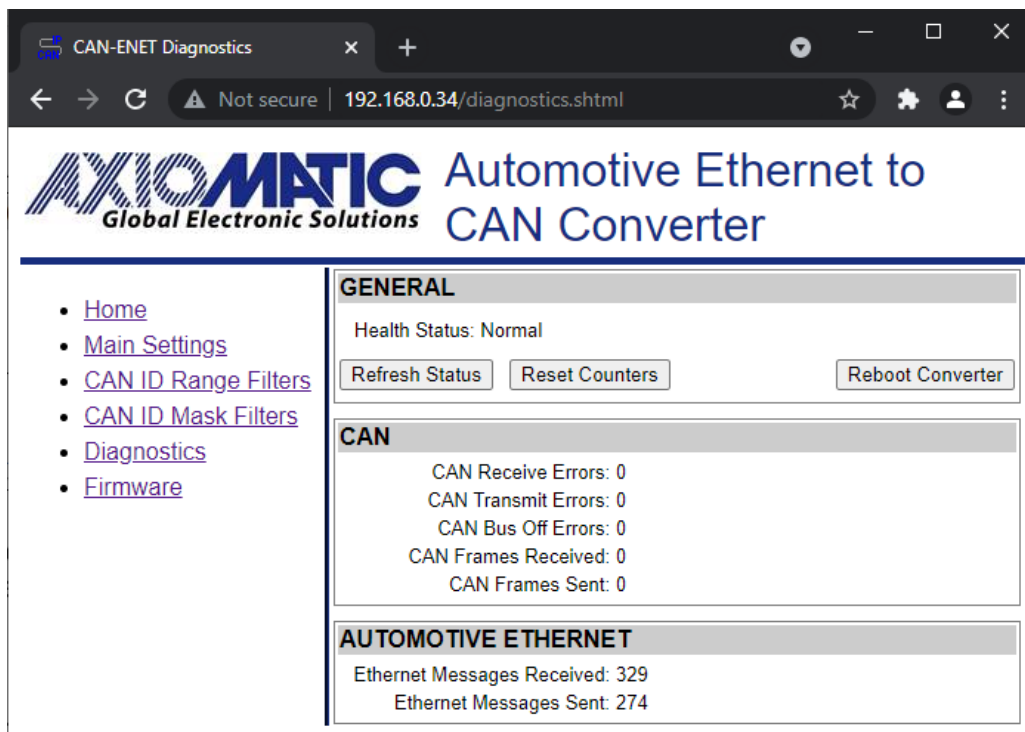 CAN-ENET Diagnostics
Not secure 192.168.0.34/diagnostics.shtml
AXIOMATIC
Global Electronic Solutions
Automotive Ethernet to
CAN Converter
Home
Main Settings
CAN ID Range Filters
CAN ID Mask Filters
Diagnostics
Firmware
GENERAL
Health Status: Normal
Refresh Status Reset Counters Reboot Converter
CAN
CAN Receive Errors: 0
CAN Transmit Errors: 0
CAN Bus Off Errors: 0
CAN Frames Received: 0
CAN Frames Sent: 0
AUTOMOTIVE ETHERNET
Ethernet Messages Received: 329
Ethernet Messages Sent: 274